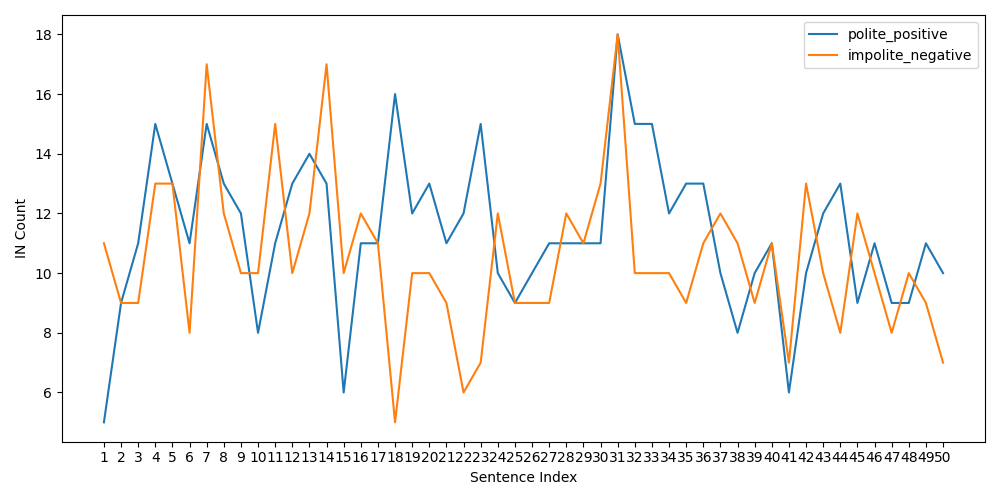 polite_positive
impolite_negative
IN Count
18
16
14
12
10
8
6
1 2 3 4 5 6 7 8 9 10 11 12 13 14 15 16 17 18 19 20 21 22 23 24 25 26 27 28 29 30 31 32 33 34 35 36 37 38 39 40 41 42 43 44 45 46 47 48 49 50
Sentence Index